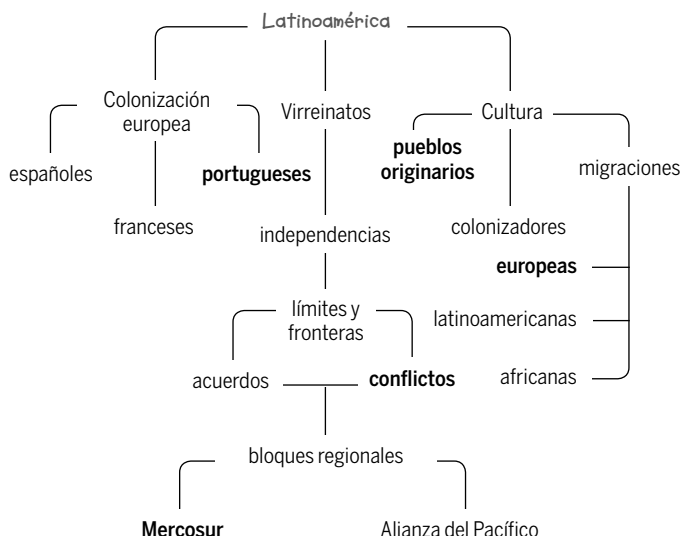 Latinoamérica
Colonización
europea
Virreinatos
Cultura
españoles
portugueses
pueblos
originarios
migraciones
franceses
independencias
colonizadores
europeas
límites y
fronteras
latinoamericanas
acuerdos
conflictos
africanas
bloques regionales
Mercosur
Alianza del Pacífico